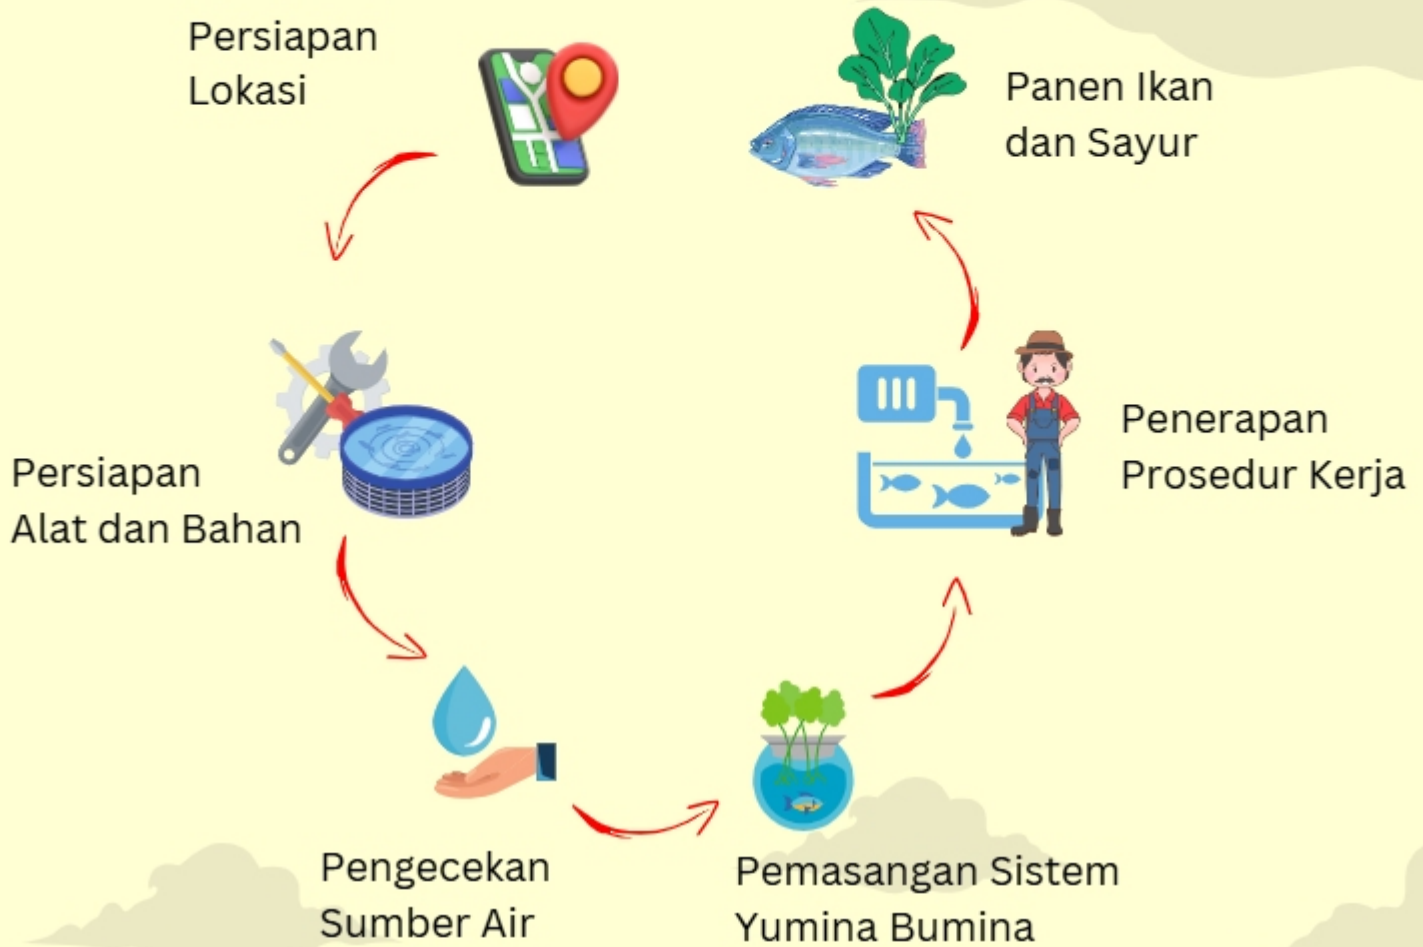 Persiapan
Lokasi
Persiapan
Alat dan Bahan
Pengecekan
Sumber Air
Pemasangan Sistem
Yumina Bumina
Penerapan
Prosedur Kerja
Panen Ikan
dan Sayur